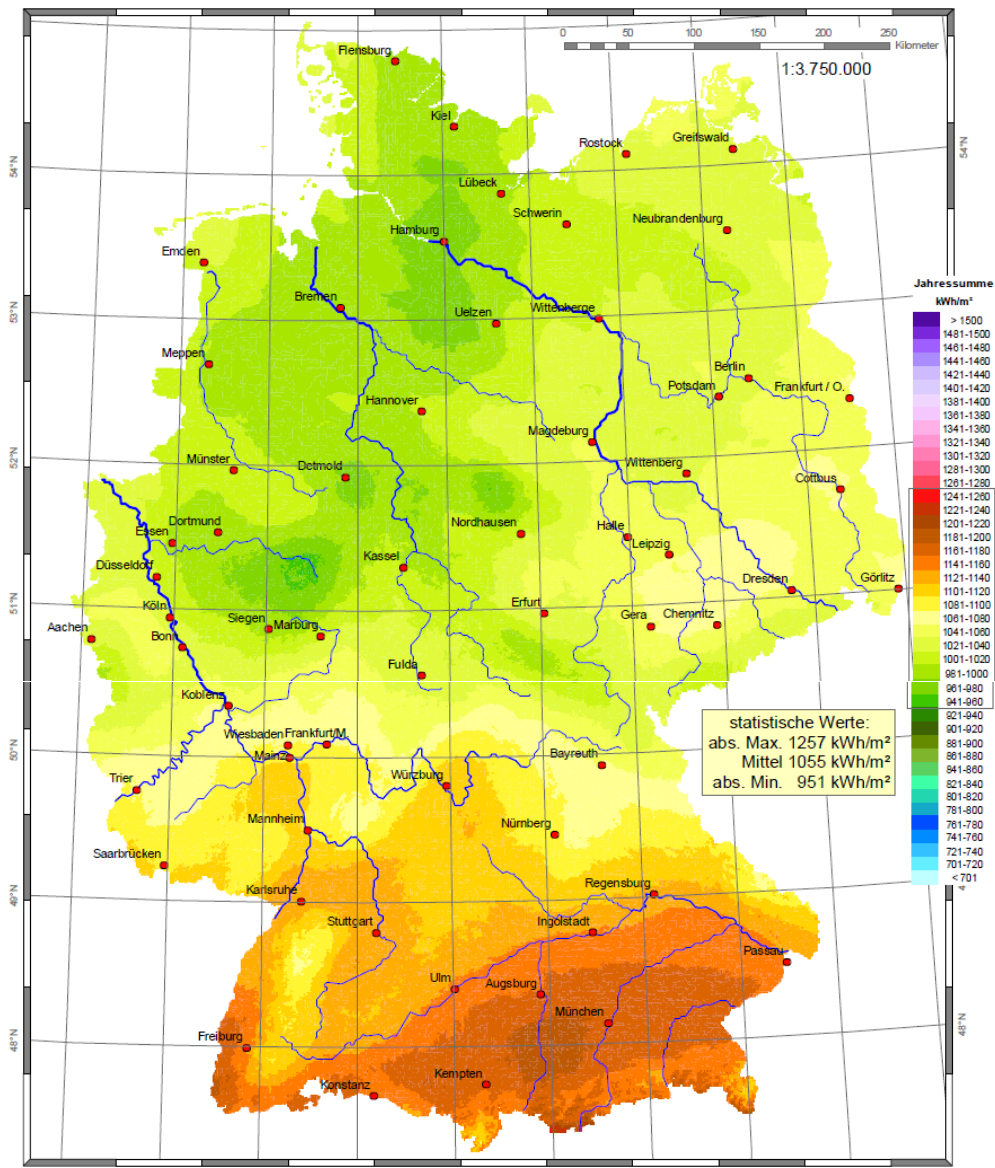 0 50 100 150 200 250
Kilometer
1:3.750.000
Flensburg
Kiel
Rostock
Greifswald
54°N
54°N
Lübeck
Schwerin
Neubrandenburg
Hamburg
Emden
Bremen
Uelzen
Wittenberge
53°N
Meppen
Berlin
Potsdam
Frankfurt / O.
Hannover
Magdeburg
52°N
Münster
Detmold
Wittenberg
Cottbus
Dortmund
Essen
Nordhausen
Halle
Leipzig
Düsseldorf
Kassel
Dresden
Görlitz
51°N
Köln
Erfurt
Gera
Chemnitz
Aachen
Siegen
Marburg
Bonn
Fulda
Koblenz
Wiesbaden
Frankfurt/M.
Mainz
50°N
Bayreuth
Trier
Würzburg
Mannheim
Nürnberg
Saarbrücken
Karlsruhe
Regensburg
49°N
4
Stuttgart
Ingolstadt
Passau
Ulm
Augsburg
München
Freiburg
48°N
48°N
Kempten
Konstanz
statistische Werte:
abs. Max. 1257 kWh/m²
Mittel 1055 kWh/m²
abs. Min. 951 kWh/m²
Jahressumme
kWh/m²
> 1500
1481-1500
1461-1480
1441-1460
1421-1440
1401-1420
1381-1400
1361-1380
1341-1360
1321-1340
1301-1320
1281-1300
1261-1280
1241-1260
1221-1240
1201-1220
1181-1200
1161-1180
1141-1160
1121-1140
1101-1120
1081-1100
1061-1080
1041-1060
1021-1040
1001-1020
981-1000
961-980
941-960
921-940
901-920
881-900
861-880
841-860
821-840
801-820
781-800
761-780
741-760
721-740
701-720
<701